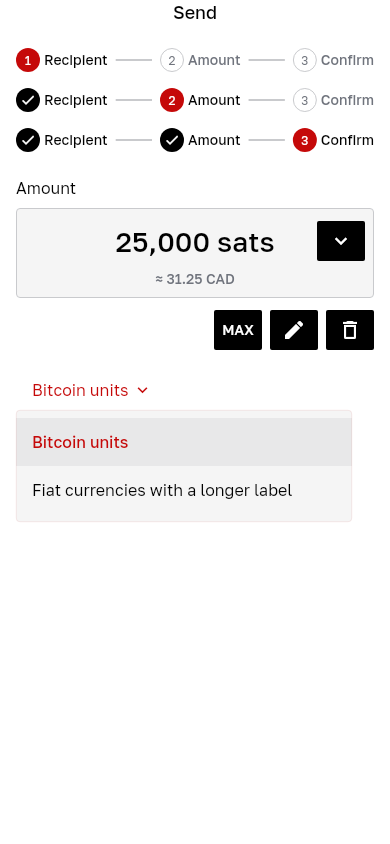 Send
1 Recipient 2 Amount 3 Confirm
Recipient 2 Amount 3 Confirm
Recipient Amount 3 Confirm
Amount
25,000 sats
≈ 31.25 CAD
MAX
Bitcoin units
Bitcoin units
Fiat currencies with a longer label